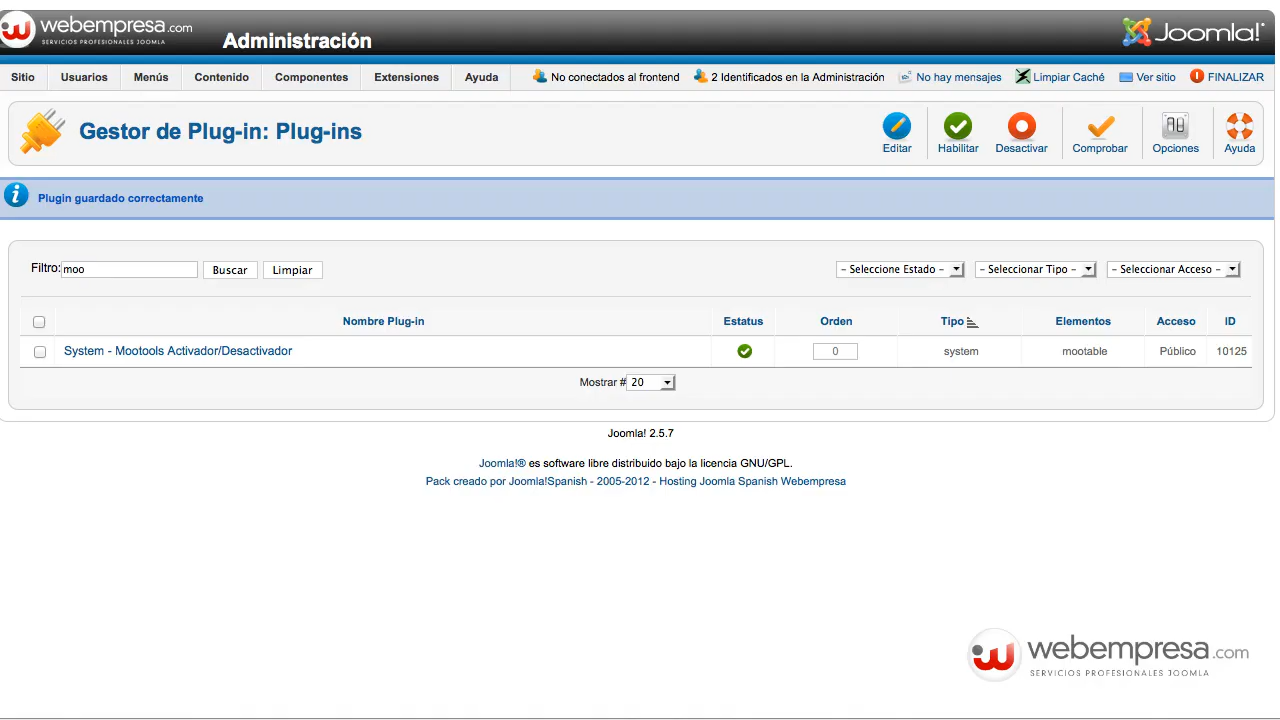 webempresa.com
SERVICIOS PROFESIONALES JOOMLA
Administración
Joomla!®
Sitio Usuarios Menús Contenido Componentes Extensiones Ayuda No conectados al frontend 2 Identificados en la Administración No hay mensajes Limpiar Caché Ver sitio FINALIZAR
Gestor de Plug-in: Plug-ins
Editar Habilitar Desactivar Comprobar Opciones Ayuda
Plugin guardado correctamente
Filtro: moo Buscar Limpiar - Seleccione Estado - - Seleccionar Tipo - - Seleccionar Acceso -
Nombre Plug-in Estatus Orden Tipo Elementos Acceso ID
System - Mootools Activador/Desactivador 0 system mootable Público 10125
Mostrar # 20
Joomla! 2.5.7
Joomla!® es software libre distribuido bajo la licencia GNU/GPL.
Pack creado por Joomla!Spanish - 2005-2012 - Hosting Joomla Spanish Webempresa
webempresa.com
SERVICIOS PROFESIONALES JOOMLA